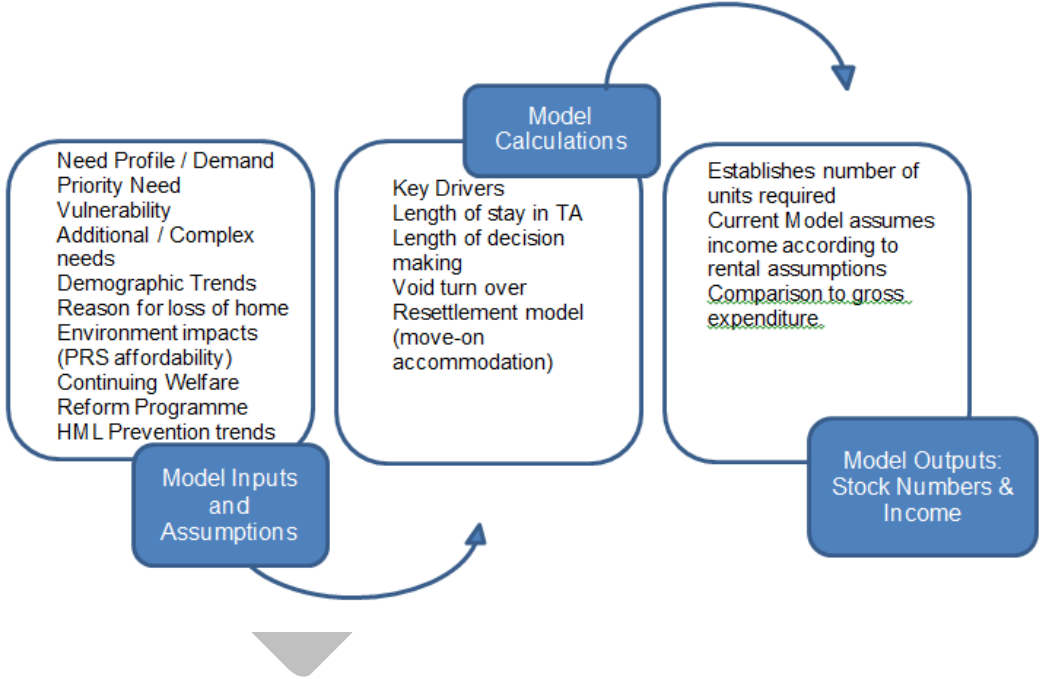 Need Profile / Demand
Priority Need
Vulnerability
Additional / Complex
needs
Demographic Trends
Reason for loss of home
Environment impacts
(PRS affordability)
Continuing Welfare
Reform Programme
HML Prevention trends
Model Inputs
and
Assumptions
Model
Calculations
Key Drivers
Length of stay in TA
Length of decision
making
Void turn over
Resettlement model
(move-on
accommodation)
Establishes number of
units required
Current Model assumes
income according to
rental assumptions
Comparison to gross
expenditure.
Model Outputs:
Stock Numbers &
Income